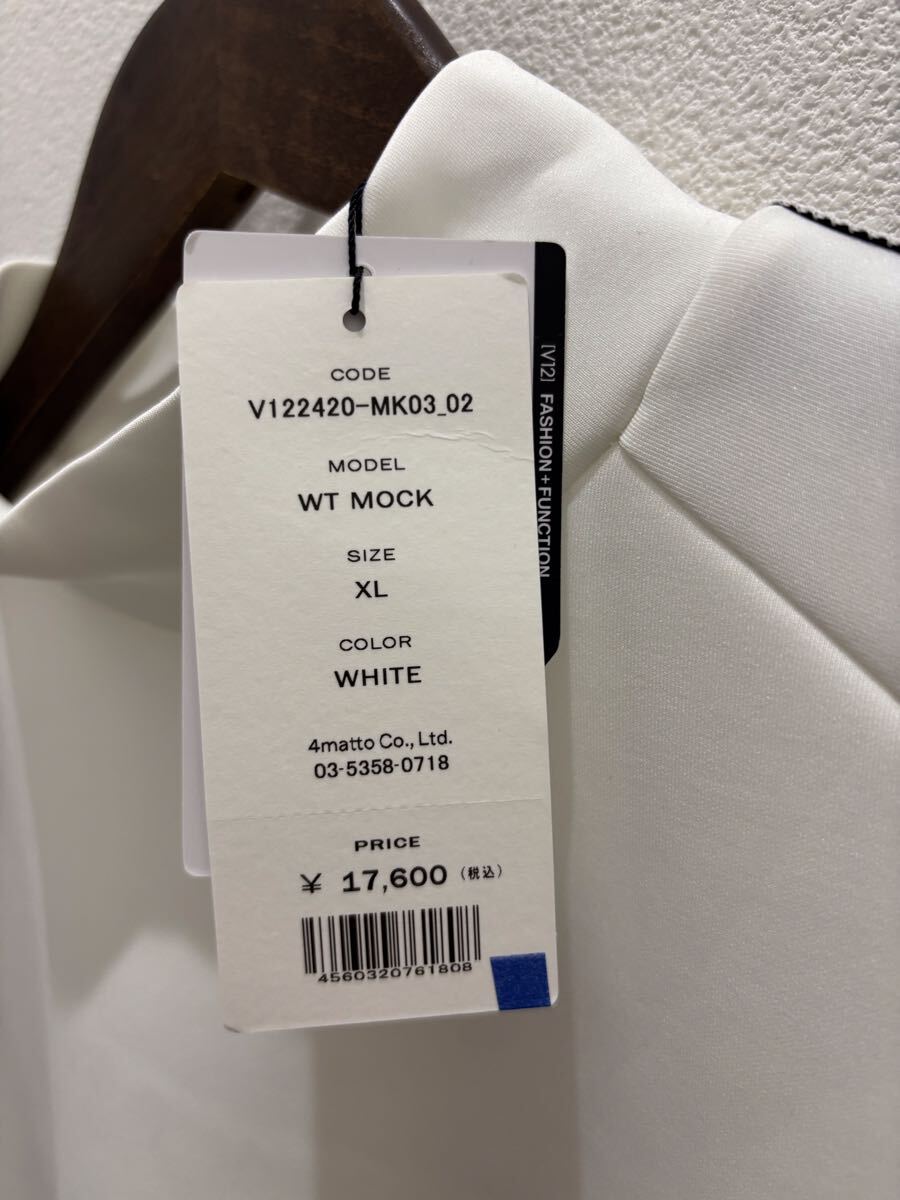 CODE
V122420-MK03_02
MODEL
WT MOCK
SIZE
XL
COLOR
WHITE
4matto Co., Ltd.
03-5358-0718
PRICE
¥ 17,600 (税込)
4560320761808
[V12] FASHION+FUNCTION